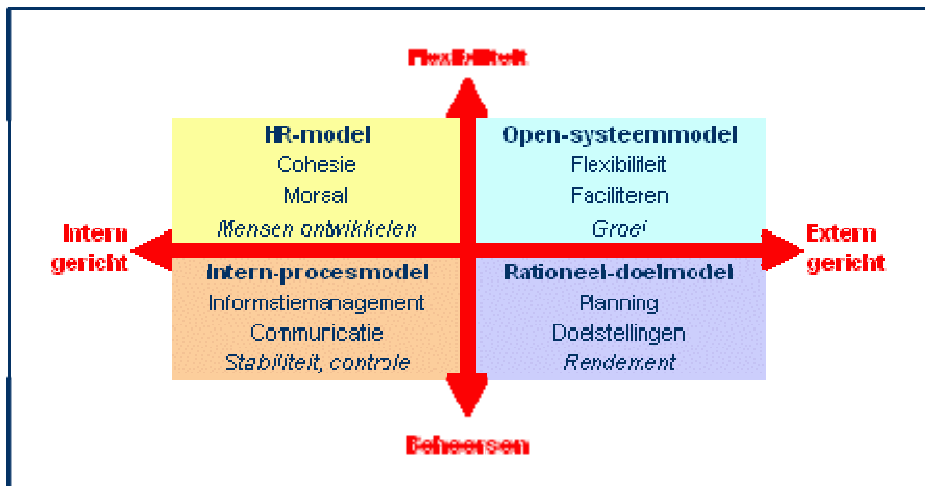 Flexibiliteit
HR-model
Cohesie
Moraal
Mensen ontwikkelen
Open-systeemmodel
Flexibiliteit
Faciliteren
Groei
Intern
gericht
Extern
gericht
Intern-procesmodel
Informatiemanagement
Communicatie
Stabiliteit, controle
Rationeel-doelmodel
Planning
Doelstellingen
Rendement
Beheersen